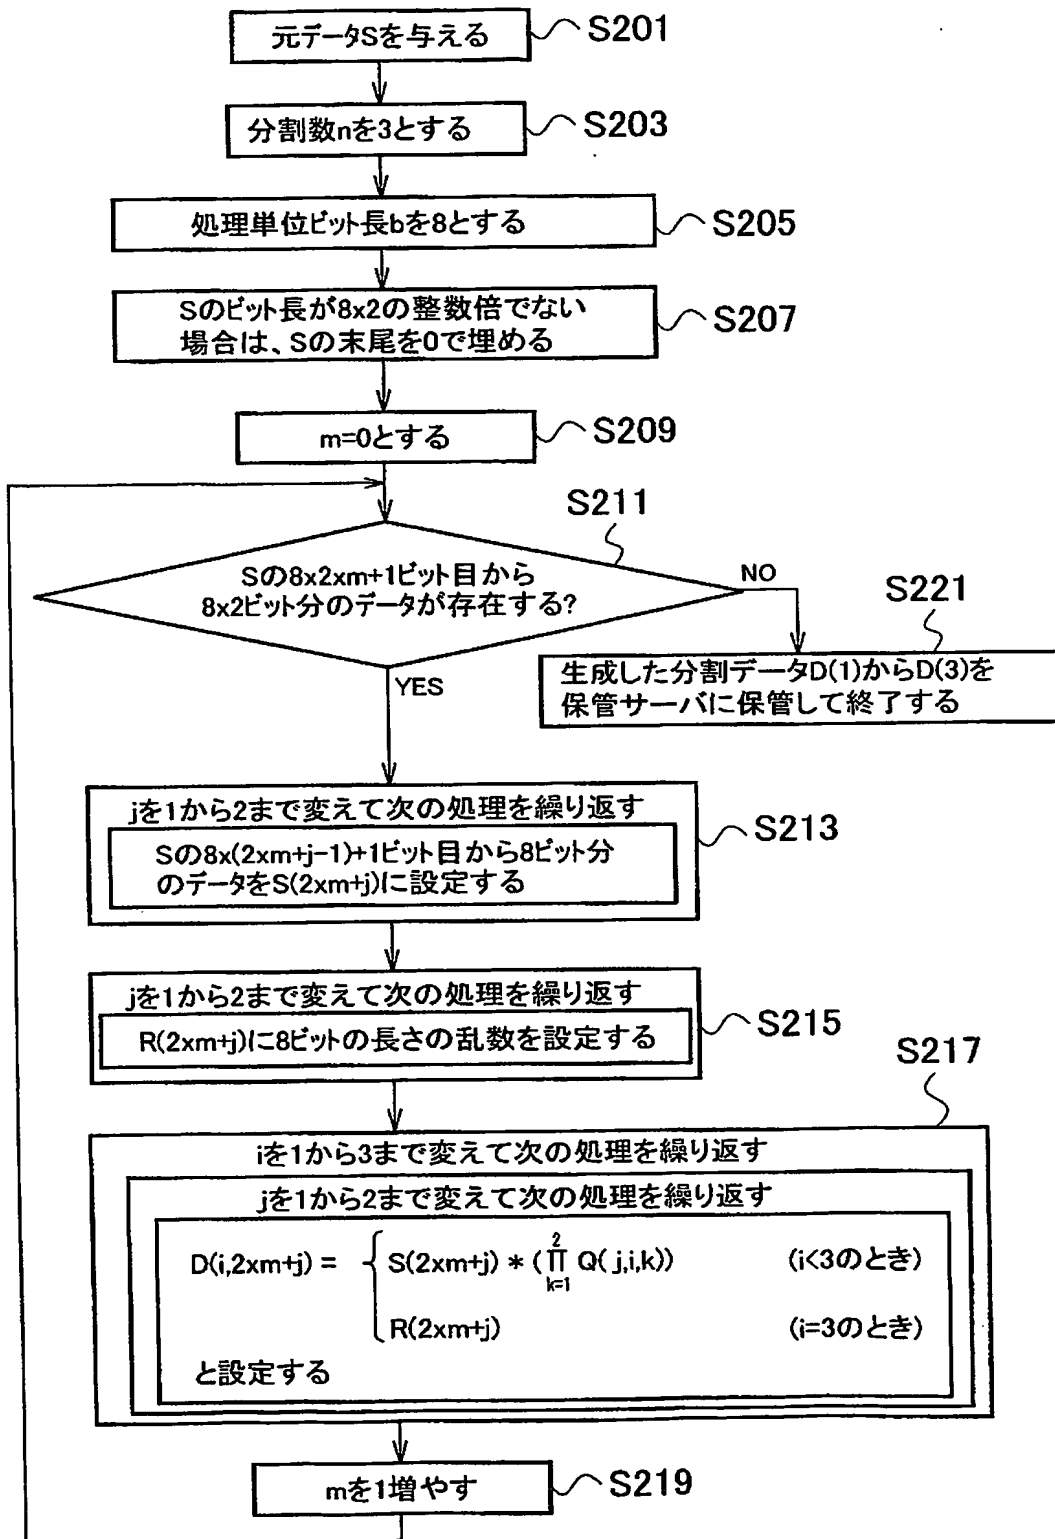 元データSを与える
S201
分割数nを3とする
S203
処理単位ビット長bを8とする
S205
Sのビット長が8x2の整数倍でない
場合は、Sの末尾を0で埋める
S207
m=0とする
S209
S211
Sの8x2xm+1ビット目から
8x2ビット分のデータが存在する?
NO
S221
生成した分割データD(1)からD(3)を
保管サーバに保管して終了する
YES
jを1から2まで変えて次の処理を繰り返す
S213
Sの8x(2xm+j-1)+1ビット目から8ビット分
のデータをS(2xm+j)に設定する
jを1から2まで変えて次の処理を繰り返す
S215
R(2xm+j)に8ビットの長さの乱数を設定する
S217
iを1から3まで変えて次の処理を繰り返す
jを1から2まで変えて次の処理を繰り返す
D(i,2xm+j) = { S(2xm+j) * (∏_{k=1}^{2} Q( j,i,k)) (i<3のとき)
R(2xm+j) (i=3のとき)
と設定する
mを1増やす
S219